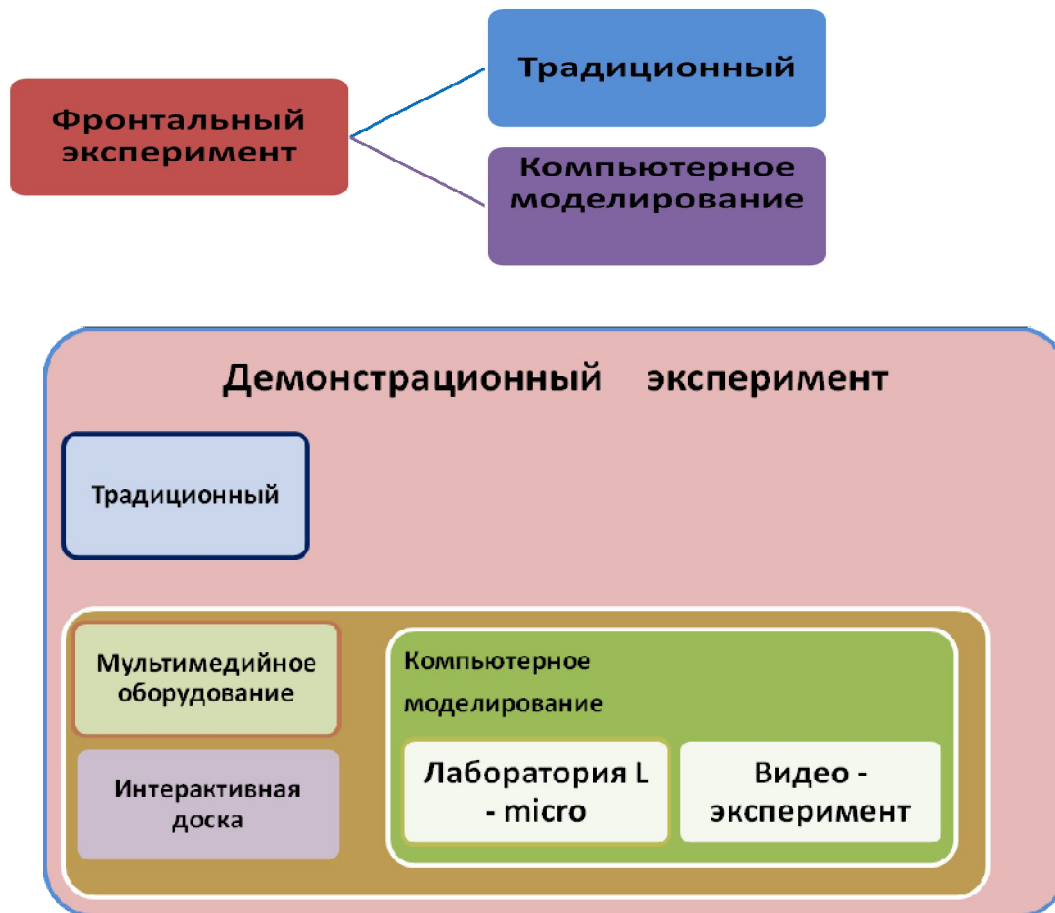 Традиционный
Фронтальный
эксперимент
Компьютерное
моделирование
Демонстрационный эксперимент
Традиционный
Мультимедийное
оборудование
Интерактивная
доска
Компьютерное
моделирование
Лаборатория L
- micro
Видео -
эксперимент